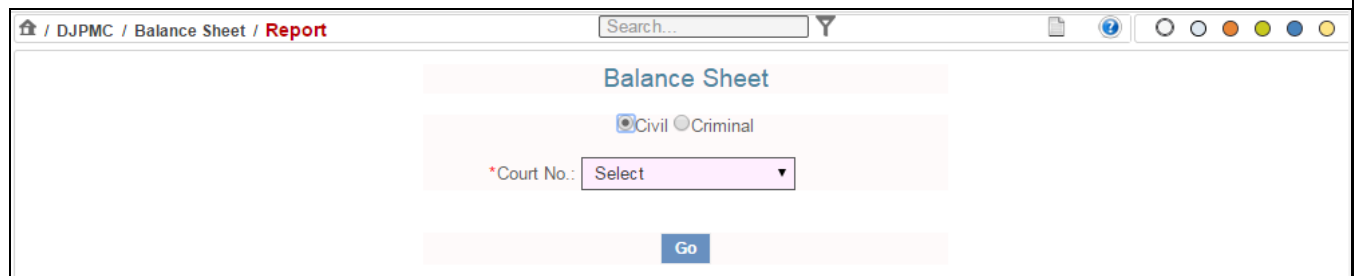 / DJPMC / Balance Sheet / Report Search... ?
Balance Sheet
Civil Criminal
*Court No.: Select
Go